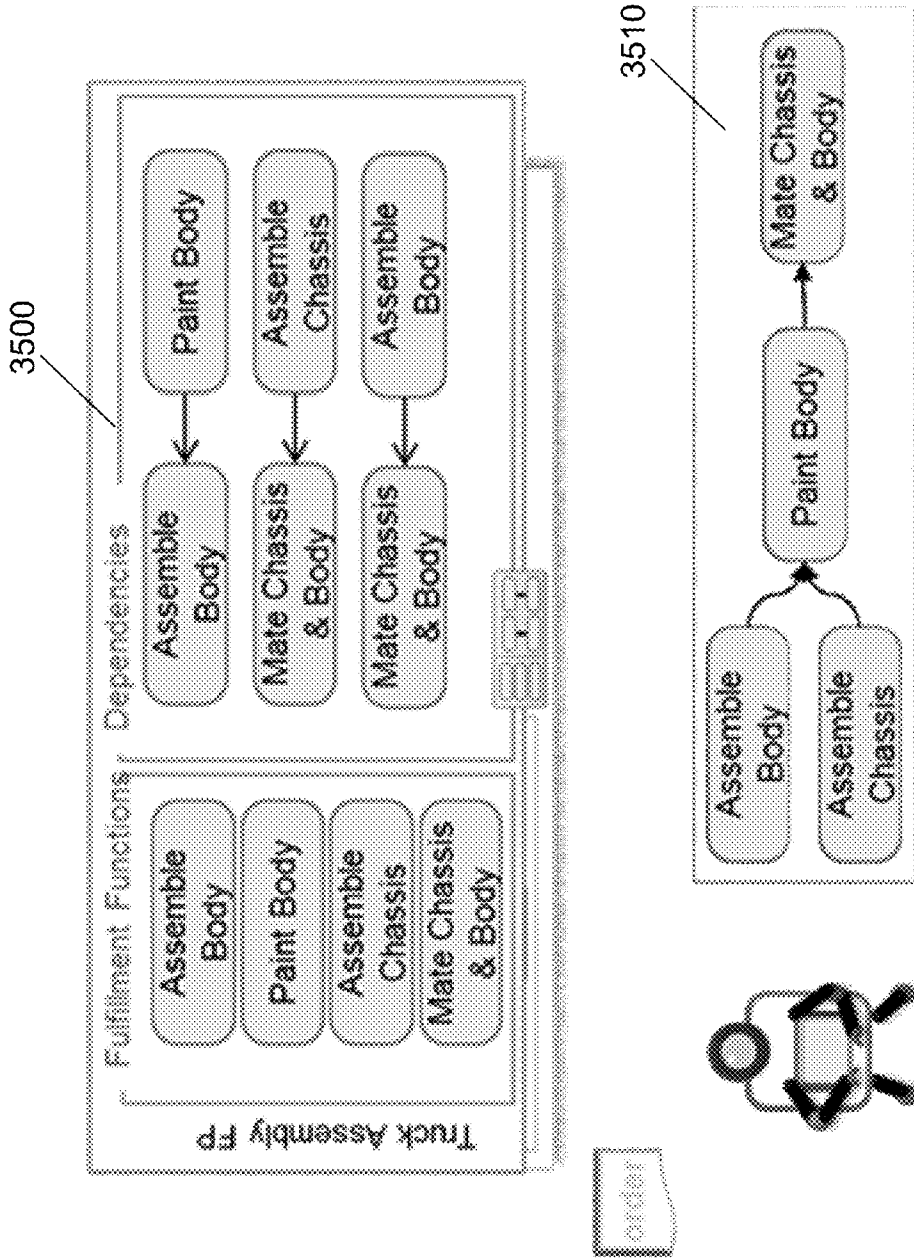 3500
Truck Assembly FP
Fulfilment Functions
Assemble
Body
Paint Body
Assemble
Chassis
Mate Chassis
& Body
Dependencies
Assemble
Body
Paint Body
Mate Chassis
& Body
Assemble
Chassis
Mate Chassis
& Body
Assemble
Body
order
3510
Assemble
Body
Assemble
Chassis
Paint Body
Mate Chassis
& Body